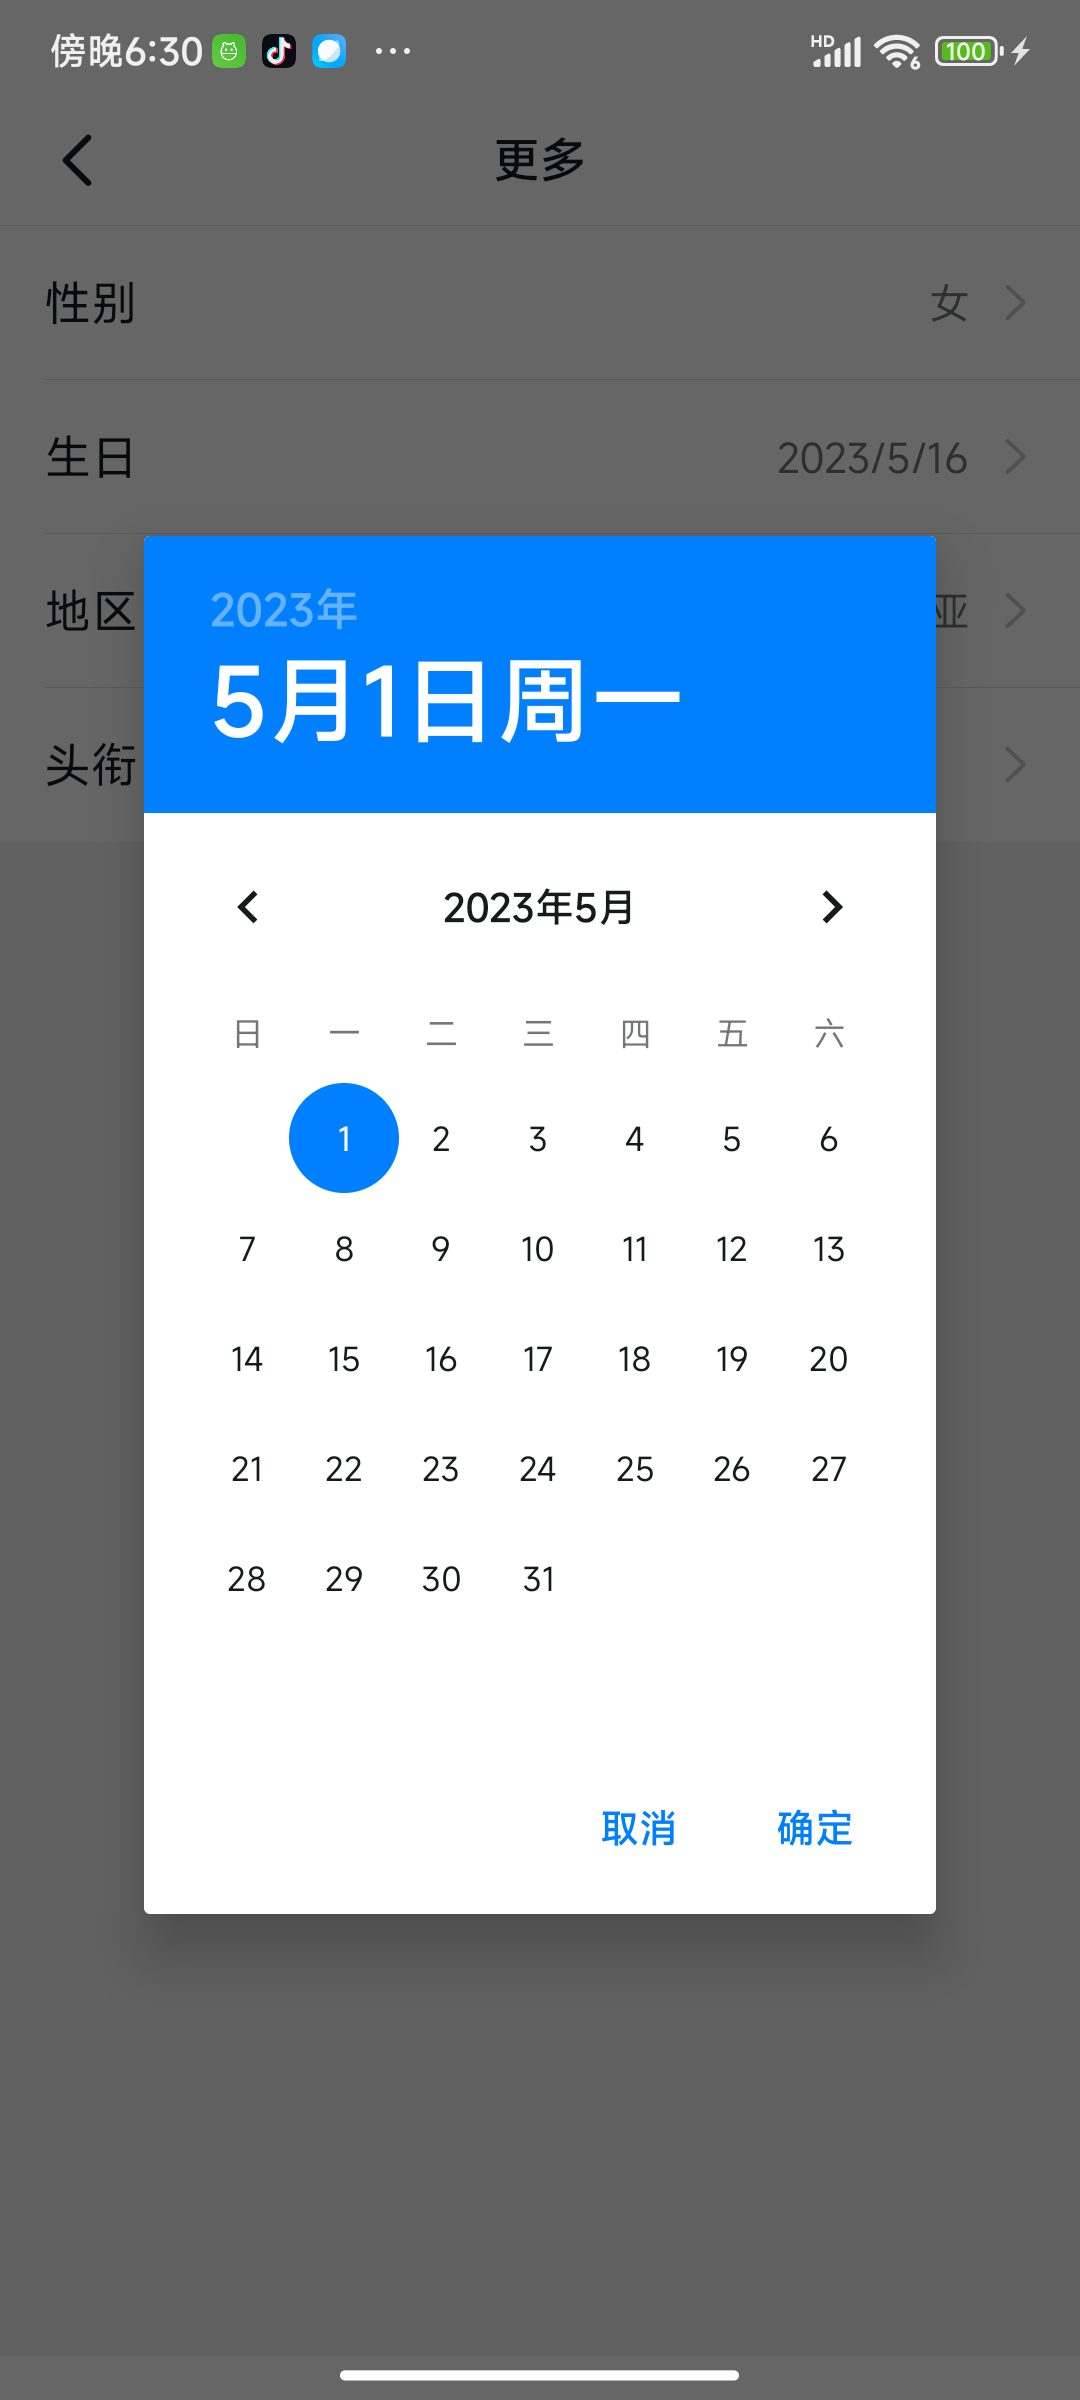 傍晚6:30 HD 6 100
更多
性别 女
生日 2023/5/16
地区 亚
头衔
2023年
5月1日周一
2023年5月
日 一 二 三 四 五 六
1 2 3 4 5 6
7 8 9 10 11 12 13
14 15 16 17 18 19 20
21 22 23 24 25 26 27
28 29 30 31
取消 确定